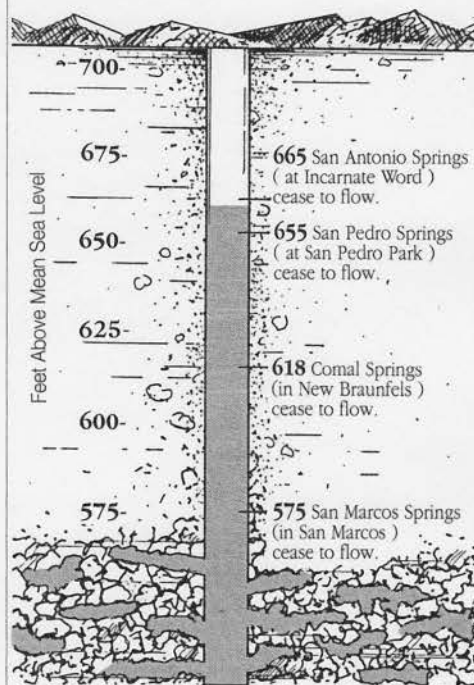 Feet Above Mean Sea Level
700-
675-
650-
625-
600-
575-
665 San Antonio Springs
( at Incarnate Word )
cease to flow.
655 San Pedro Springs
( at San Pedro Park )
cease to flow.
618 Comal Springs
(in New Braunfels )
cease to flow.
575 San Marcos Springs
(in San Marcos )
cease to flow.